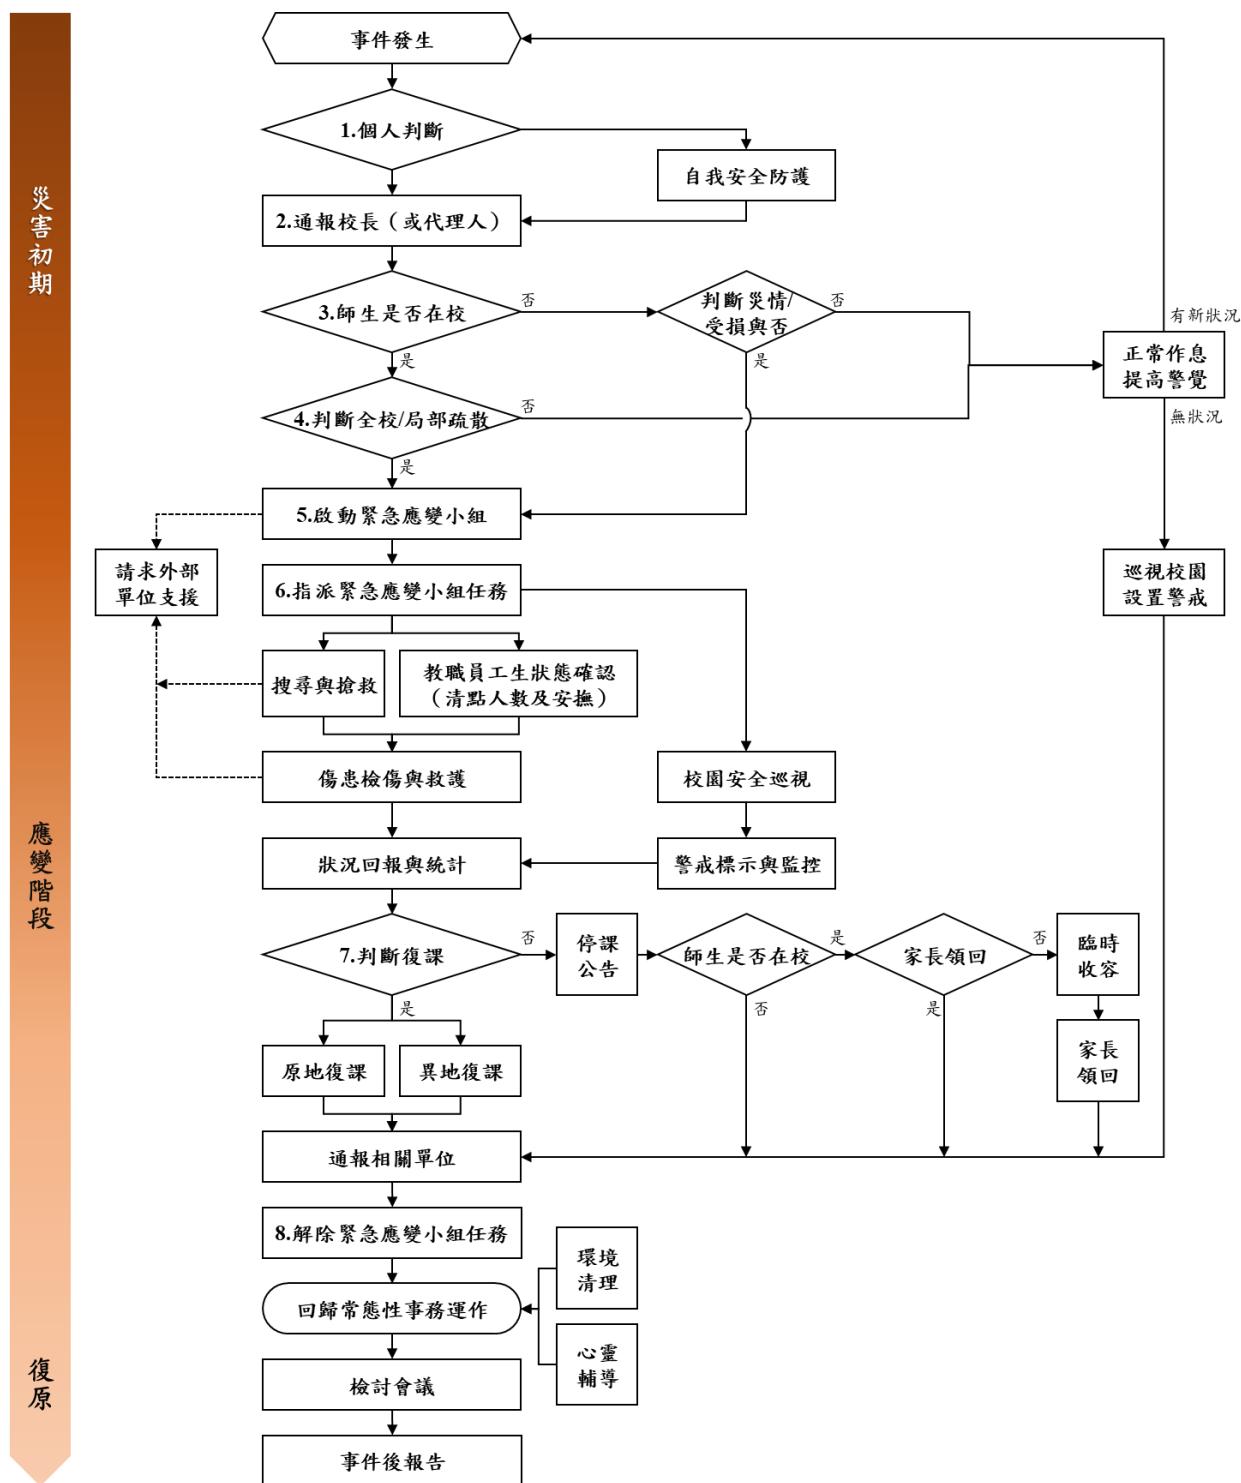 災害初期
應變階段
復原
事件發生
1.個人判斷
自我安全防護
2.通報校長（或代理人）
3.師生是否在校
否
判斷災情/
受損與否
否
有新狀況
正常作息
提高警覺
是
是
無狀況
4.判斷全校/局部疏散
否
是
5.啟動緊急應變小組
請求外部
單位支援
6.指派緊急應變小組任務
巡視校園
設置警戒
搜尋與搶救
教職員工生狀態確認
（清點人數及安撫）
傷患檢傷與救護
校園安全巡視
狀況回報與統計
警戒標示與監控
7.判斷復課
否
停課
公告
師生是否在校
是
家長領回
否
臨時
收容
是
否
是
原地復課
異地復課
家長
領回
通報相關單位
8.解除緊急應變小組任務
環境
清理
回歸常態性事務運作
心靈
輔導
檢討會議
事件後報告